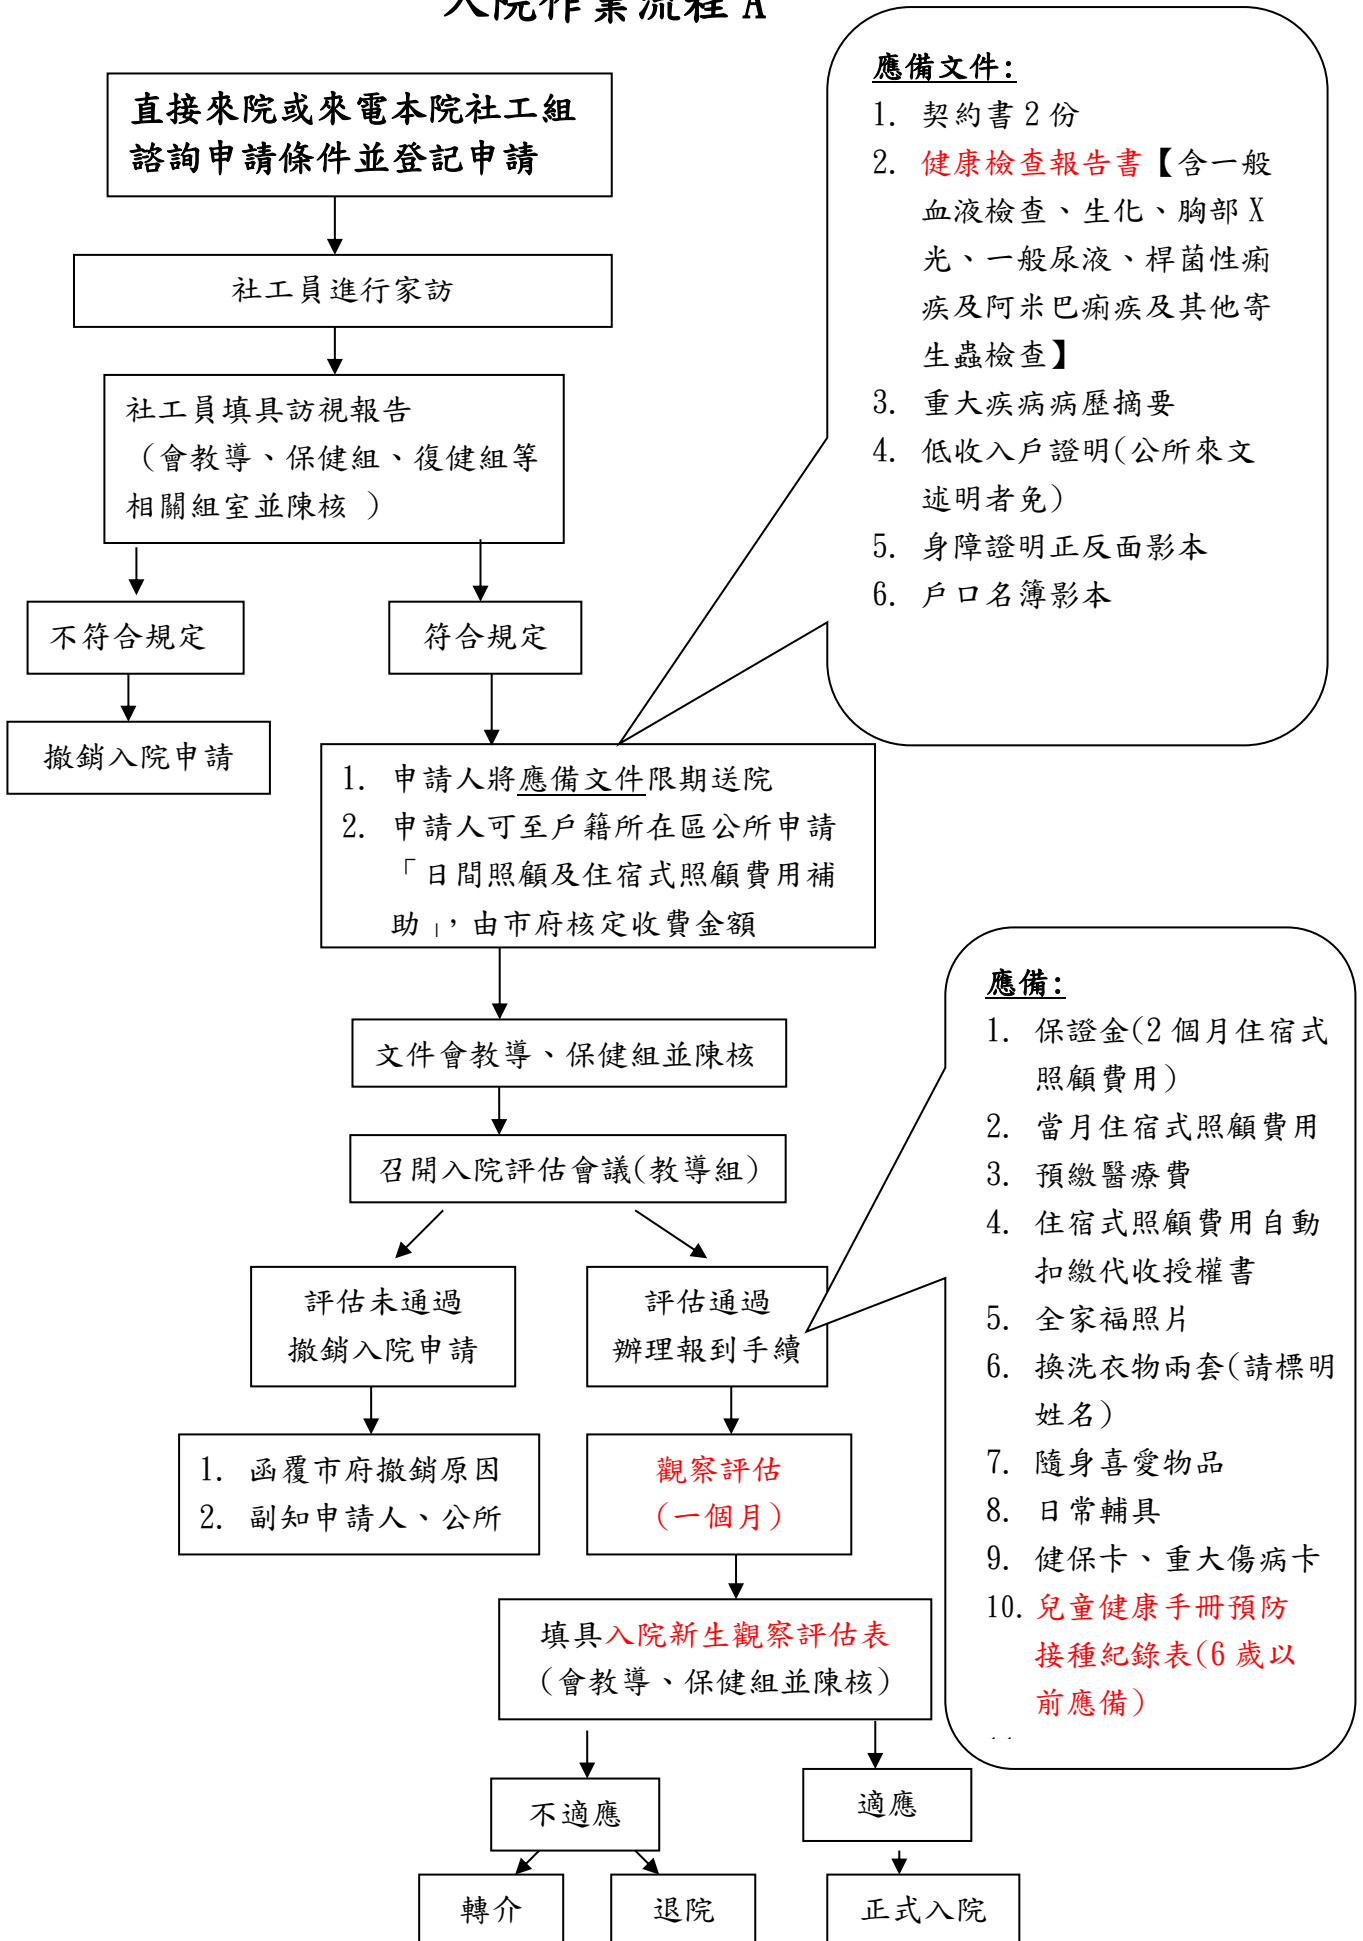 入院作業流程 A
直接來院或來電本院社工組
諮詢申請條件並登記申請
社工員進行家訪
社工員填具訪視報告
(會教導、保健組、復健組等
相關組室並陳核 )
不符合規定
符合規定
撤銷入院申請
應備文件:
1. 契約書 2 份
2. 健康檢查報告書【含一般
血液檢查、生化、胸部 X
光、一般尿液、桿菌性痢
疾及阿米巴痢疾及其他寄
生蟲檢查】
3. 重大疾病病歷摘要
4. 低收入戶證明(公所來文
述明者免)
5. 身障證明正反面影本
6. 戶口名簿影本
1. 申請人將應備文件限期送院
2. 申請人可至戶籍所在區公所申請
「日間照顧及住宿式照顧費用補
助」,由市府核定收費金額
文件會教導、保健組並陳核
召開入院評估會議(教導組)
評估未通過
撤銷入院申請
評估通過
辦理報到手續
應備:
1. 保證金(2 個月住宿式
照顧費用)
2. 當月住宿式照顧費用
3. 預繳醫療費
4. 住宿式照顧費用自動
扣繳代收授權書
5. 全家福照片
6. 換洗衣物兩套(請標明
姓名)
7. 隨身喜愛物品
8. 日常輔具
9. 健保卡、重大傷病卡
10. 兒童健康手冊預防
接種紀錄表(6 歲以
前應備)
1. 函覆市府撤銷原因
2. 副知申請人、公所
觀察評估
(一個月)
填具入院新生觀察評估表
(會教導、保健組並陳核)
不適應
適應
轉介
退院
正式入院